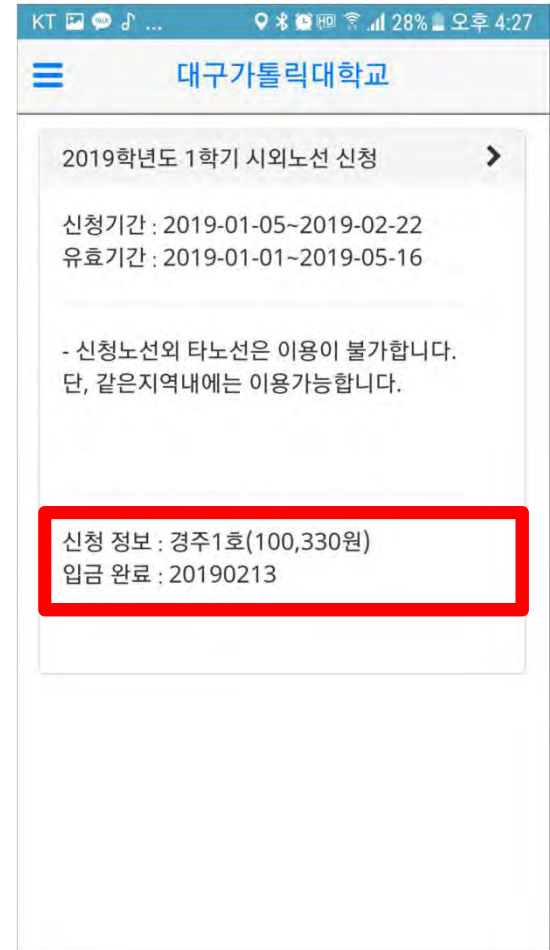 KT ... 28% 오후 4:27
대구가톨릭대학교
2019학년도 1학기 시외노선 신청
신청기간 : 2019-01-05~2019-02-22
유효기간 : 2019-01-01~2019-05-16
- 신청노선외 타노선은 이용이 불가합니다.
단, 같은지역내에는 이용가능합니다.
신청 정보 : 경주1호(100,330원)
입금 완료 : 20190213